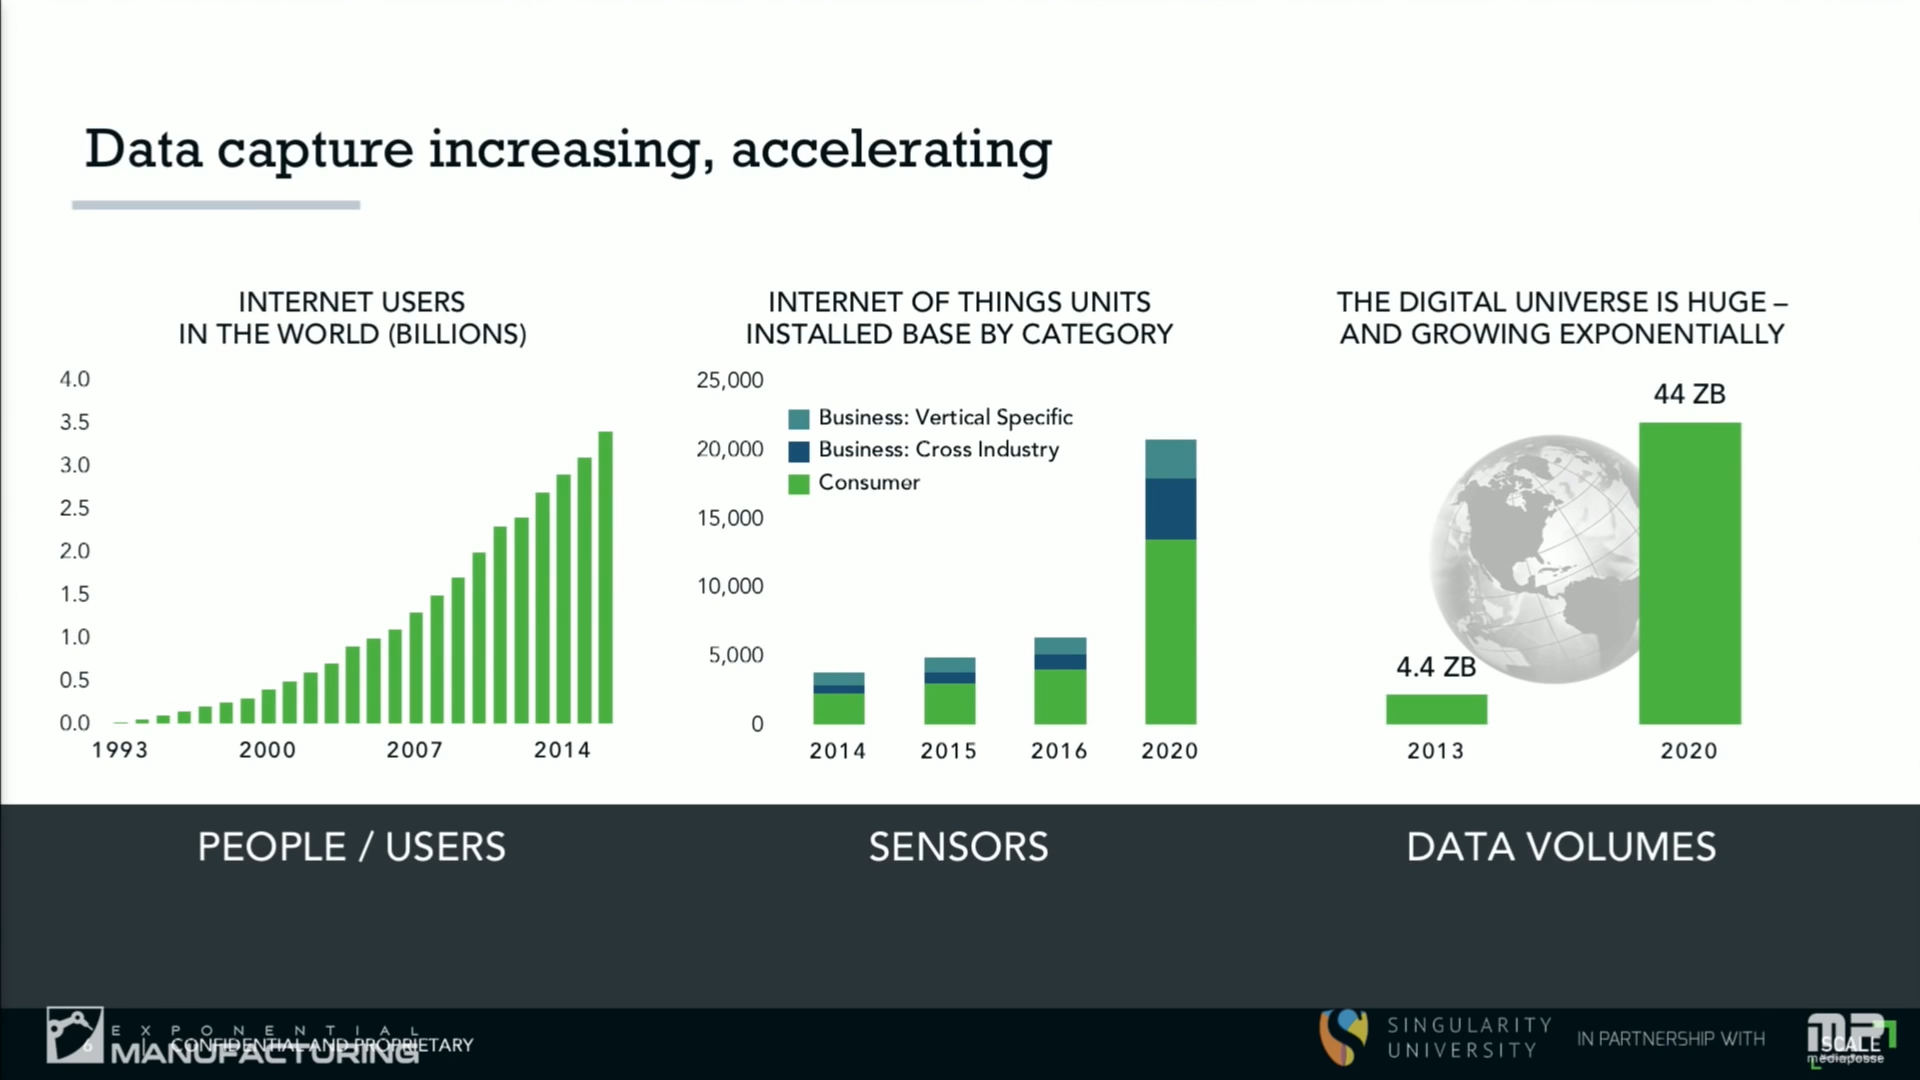 Data capture increasing, accelerating
INTERNET USERS
IN THE WORLD (BILLIONS)
4.0
3.5
3.0
2.5
2.0
1.5
1.0
0.5
0.0
1993 2000 2007 2014
INTERNET OF THINGS UNITS
INSTALLED BASE BY CATEGORY
25,000
20,000
15,000
10,000
5,000
0
Business: Vertical Specific
Business: Cross Industry
Consumer
2014 2015 2016 2020
THE DIGITAL UNIVERSE IS HUGE –
AND GROWING EXPONENTIALLY
44 ZB
4.4 ZB
2013 2020
PEOPLE / USERS
SENSORS
DATA VOLUMES
EXPONENTIAL
MANUFACTURING
6 | CONFIDENTIAL AND PROPRIETARY
SINGULARITY
UNIVERSITY
IN PARTNERSHIP WITH
MP
SCALE
mediaposse